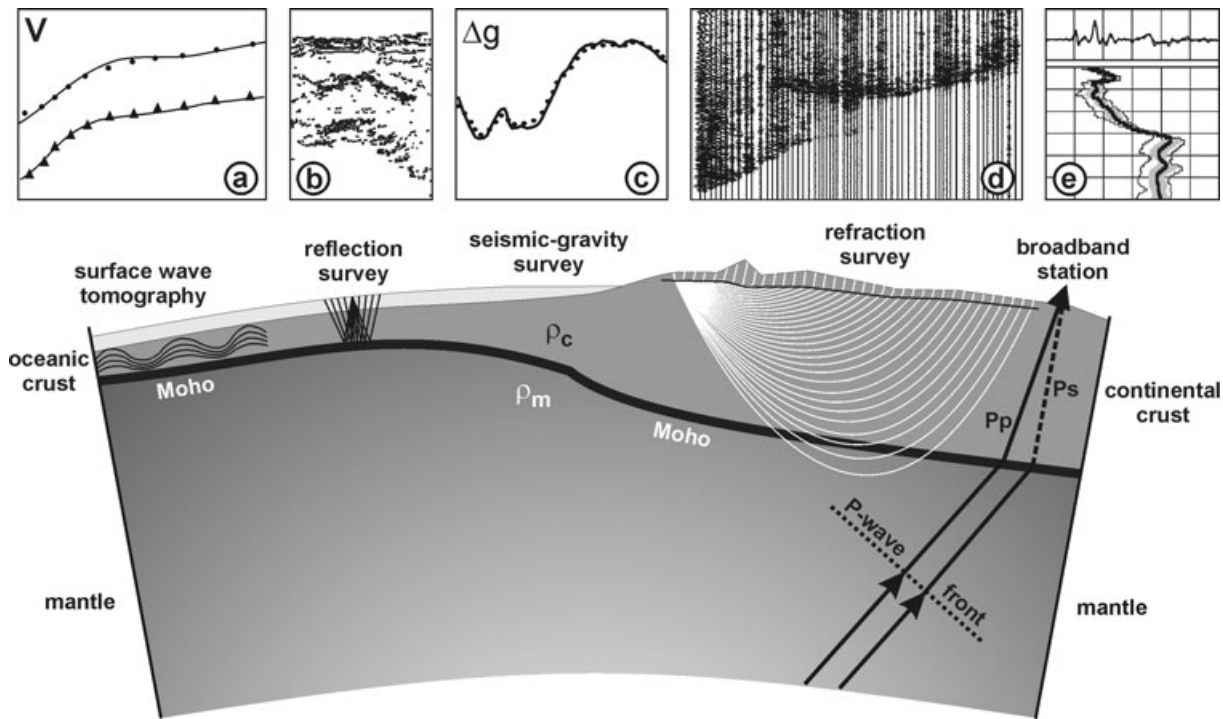 V
Δg
a
b
c
d
e
surface wave
tomography
reflection
survey
seismic-gravity
survey
refraction
survey
broadband
station
oceanic
crust
Moho
ρc
ρm
Moho
Pp
Ps
continental
crust
P-wave
front
mantle
mantle